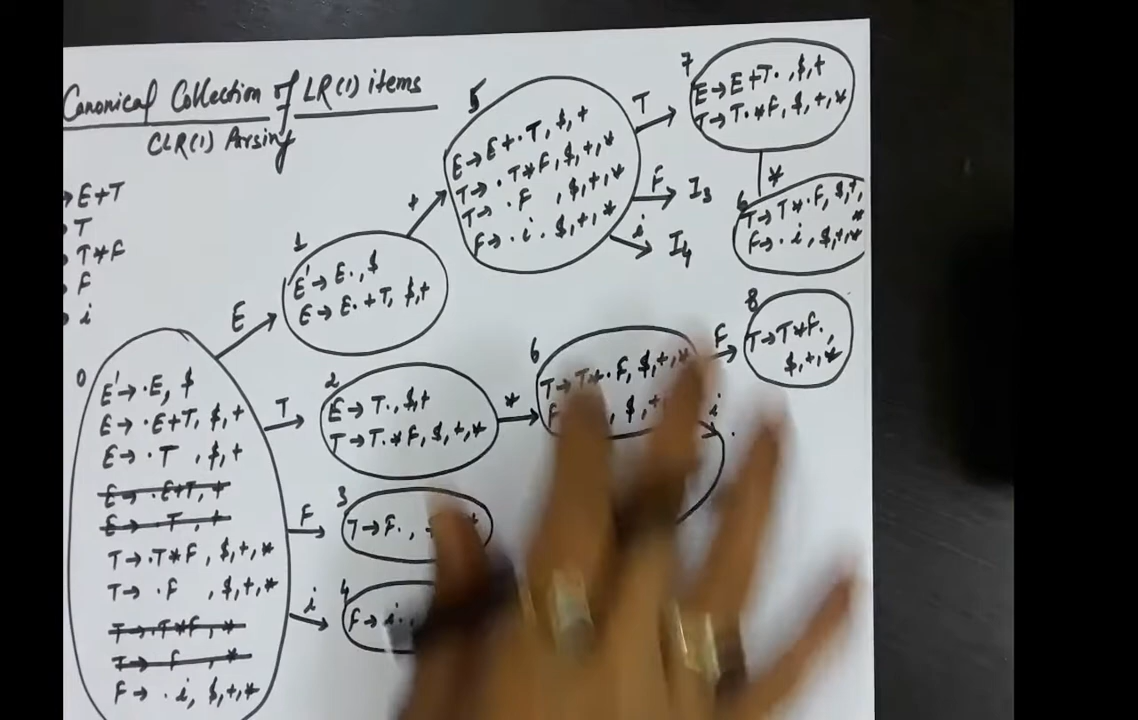 Canonical Collection of LR(1) items
CLR(1) Parsing
→ E+T
T
T*F
F
i
0
E'→ ·E, $
E→ ·E+T, $,+
E→ ·T , $,+
E→ ·E+T, +
E→ ·T, +
T→ ·T*F, $,+,*
T→ ·F , $,+,*
T→ ·T*F, *
T→ F , *
F→ ·i, $,+,*
E
1
E'→ E·, $
E→ E·+T, $,+
T
2
E→ T·, $,+
T→ T·*F, $,+,*
F
3
T→ F· ,
i
4
F→ i·
+
5
E→ E+·T, $,+
T→ ·T*F, $,+,*
T→ ·F , $,+,*
F→ ·i, $,+,*
T
F I3
i I4
7
E→ E+T· , $,+
T→ T·*F, $,+,*
*
6
T→ T*·F, $,+,*
F→ ·i, $,+,*
*
6
T→ T*·F, $,+,*
F , $,+
F
i
8
T→ T*F·,
$,+,*